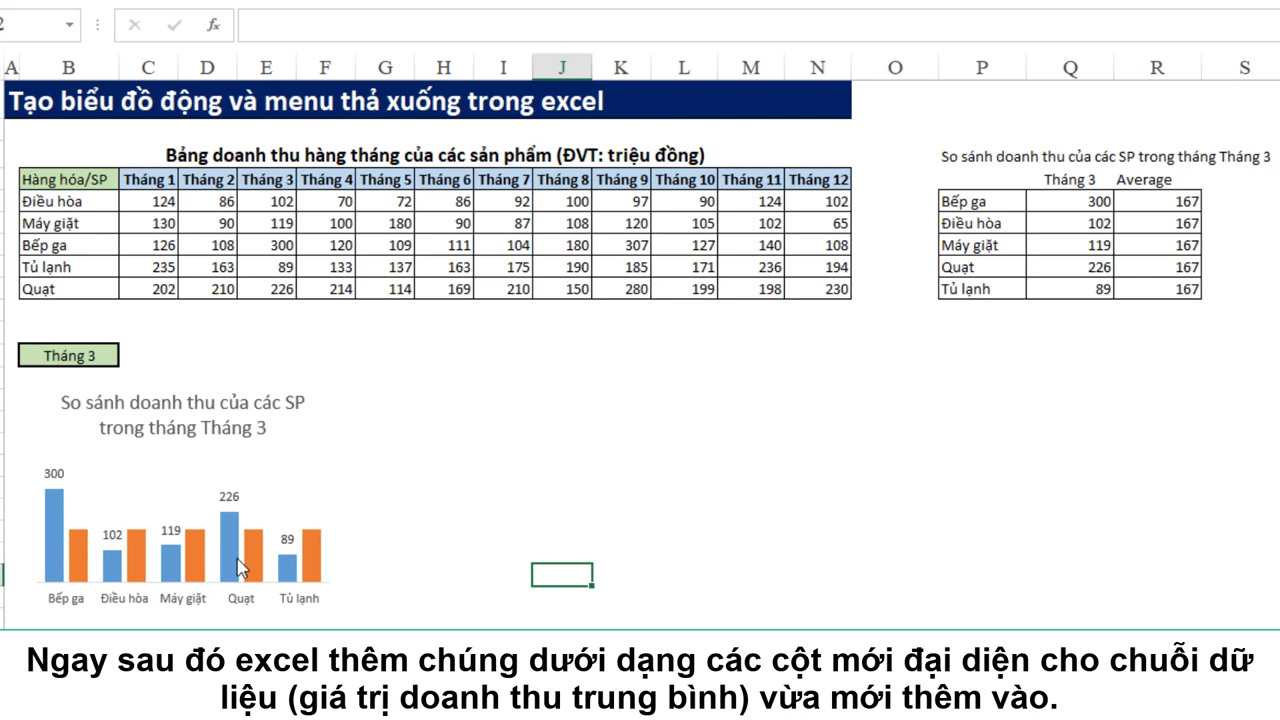 2
fx
A B C D E F G H I J K L M N O P Q R S
Tạo biểu đồ động và menu thả xuống trong excel
Bảng doanh thu hàng tháng của các sản phẩm (ĐVT: triệu đồng)
Hàng hóa/SP Tháng 1 Tháng 2 Tháng 3 Tháng 4 Tháng 5 Tháng 6 Tháng 7 Tháng 8 Tháng 9 Tháng 10 Tháng 11 Tháng 12
Điều hòa 124 86 102 70 72 86 92 100 97 90 124 102
Máy giặt 130 90 119 100 180 90 87 108 120 105 102 65
Bếp ga 126 108 300 120 109 111 104 180 307 127 140 108
Tủ lạnh 235 163 89 133 137 163 175 190 185 171 236 194
Quạt 202 210 226 214 114 169 210 150 280 199 198 230
So sánh doanh thu của các SP trong tháng Tháng 3
Tháng 3 Average
Bếp ga 300 167
Điều hòa 102 167
Máy giặt 119 167
Quạt 226 167
Tủ lạnh 89 167
Tháng 3
So sánh doanh thu của các SP
trong tháng Tháng 3
300
226
102 119 89
Bếp ga Điều hòa Máy giặt Quạt Tủ lạnh
Ngay sau đó excel thêm chúng dưới dạng các cột mới đại diện cho chuỗi dữ
liệu (giá trị doanh thu trung bình) vừa mới thêm vào.